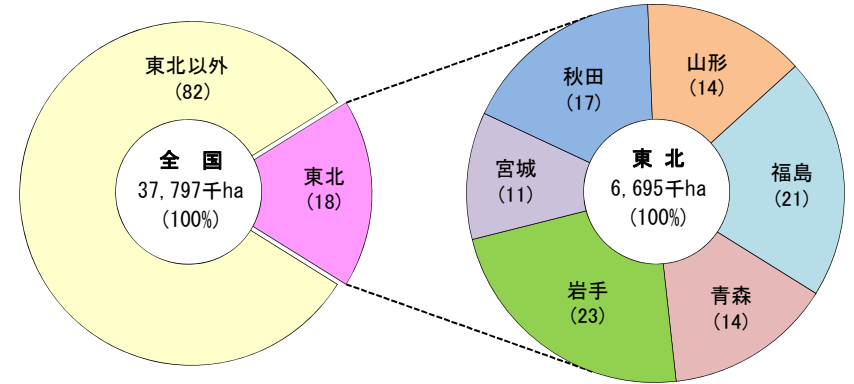 東北以外
(82)
全 国
37,797千ha
(100%)
東北
(18)
秋田
(17)
山形
(14)
宮城
(11)
東 北
6,695千ha
(100%)
福島
(21)
岩手
(23)
青森
(14)